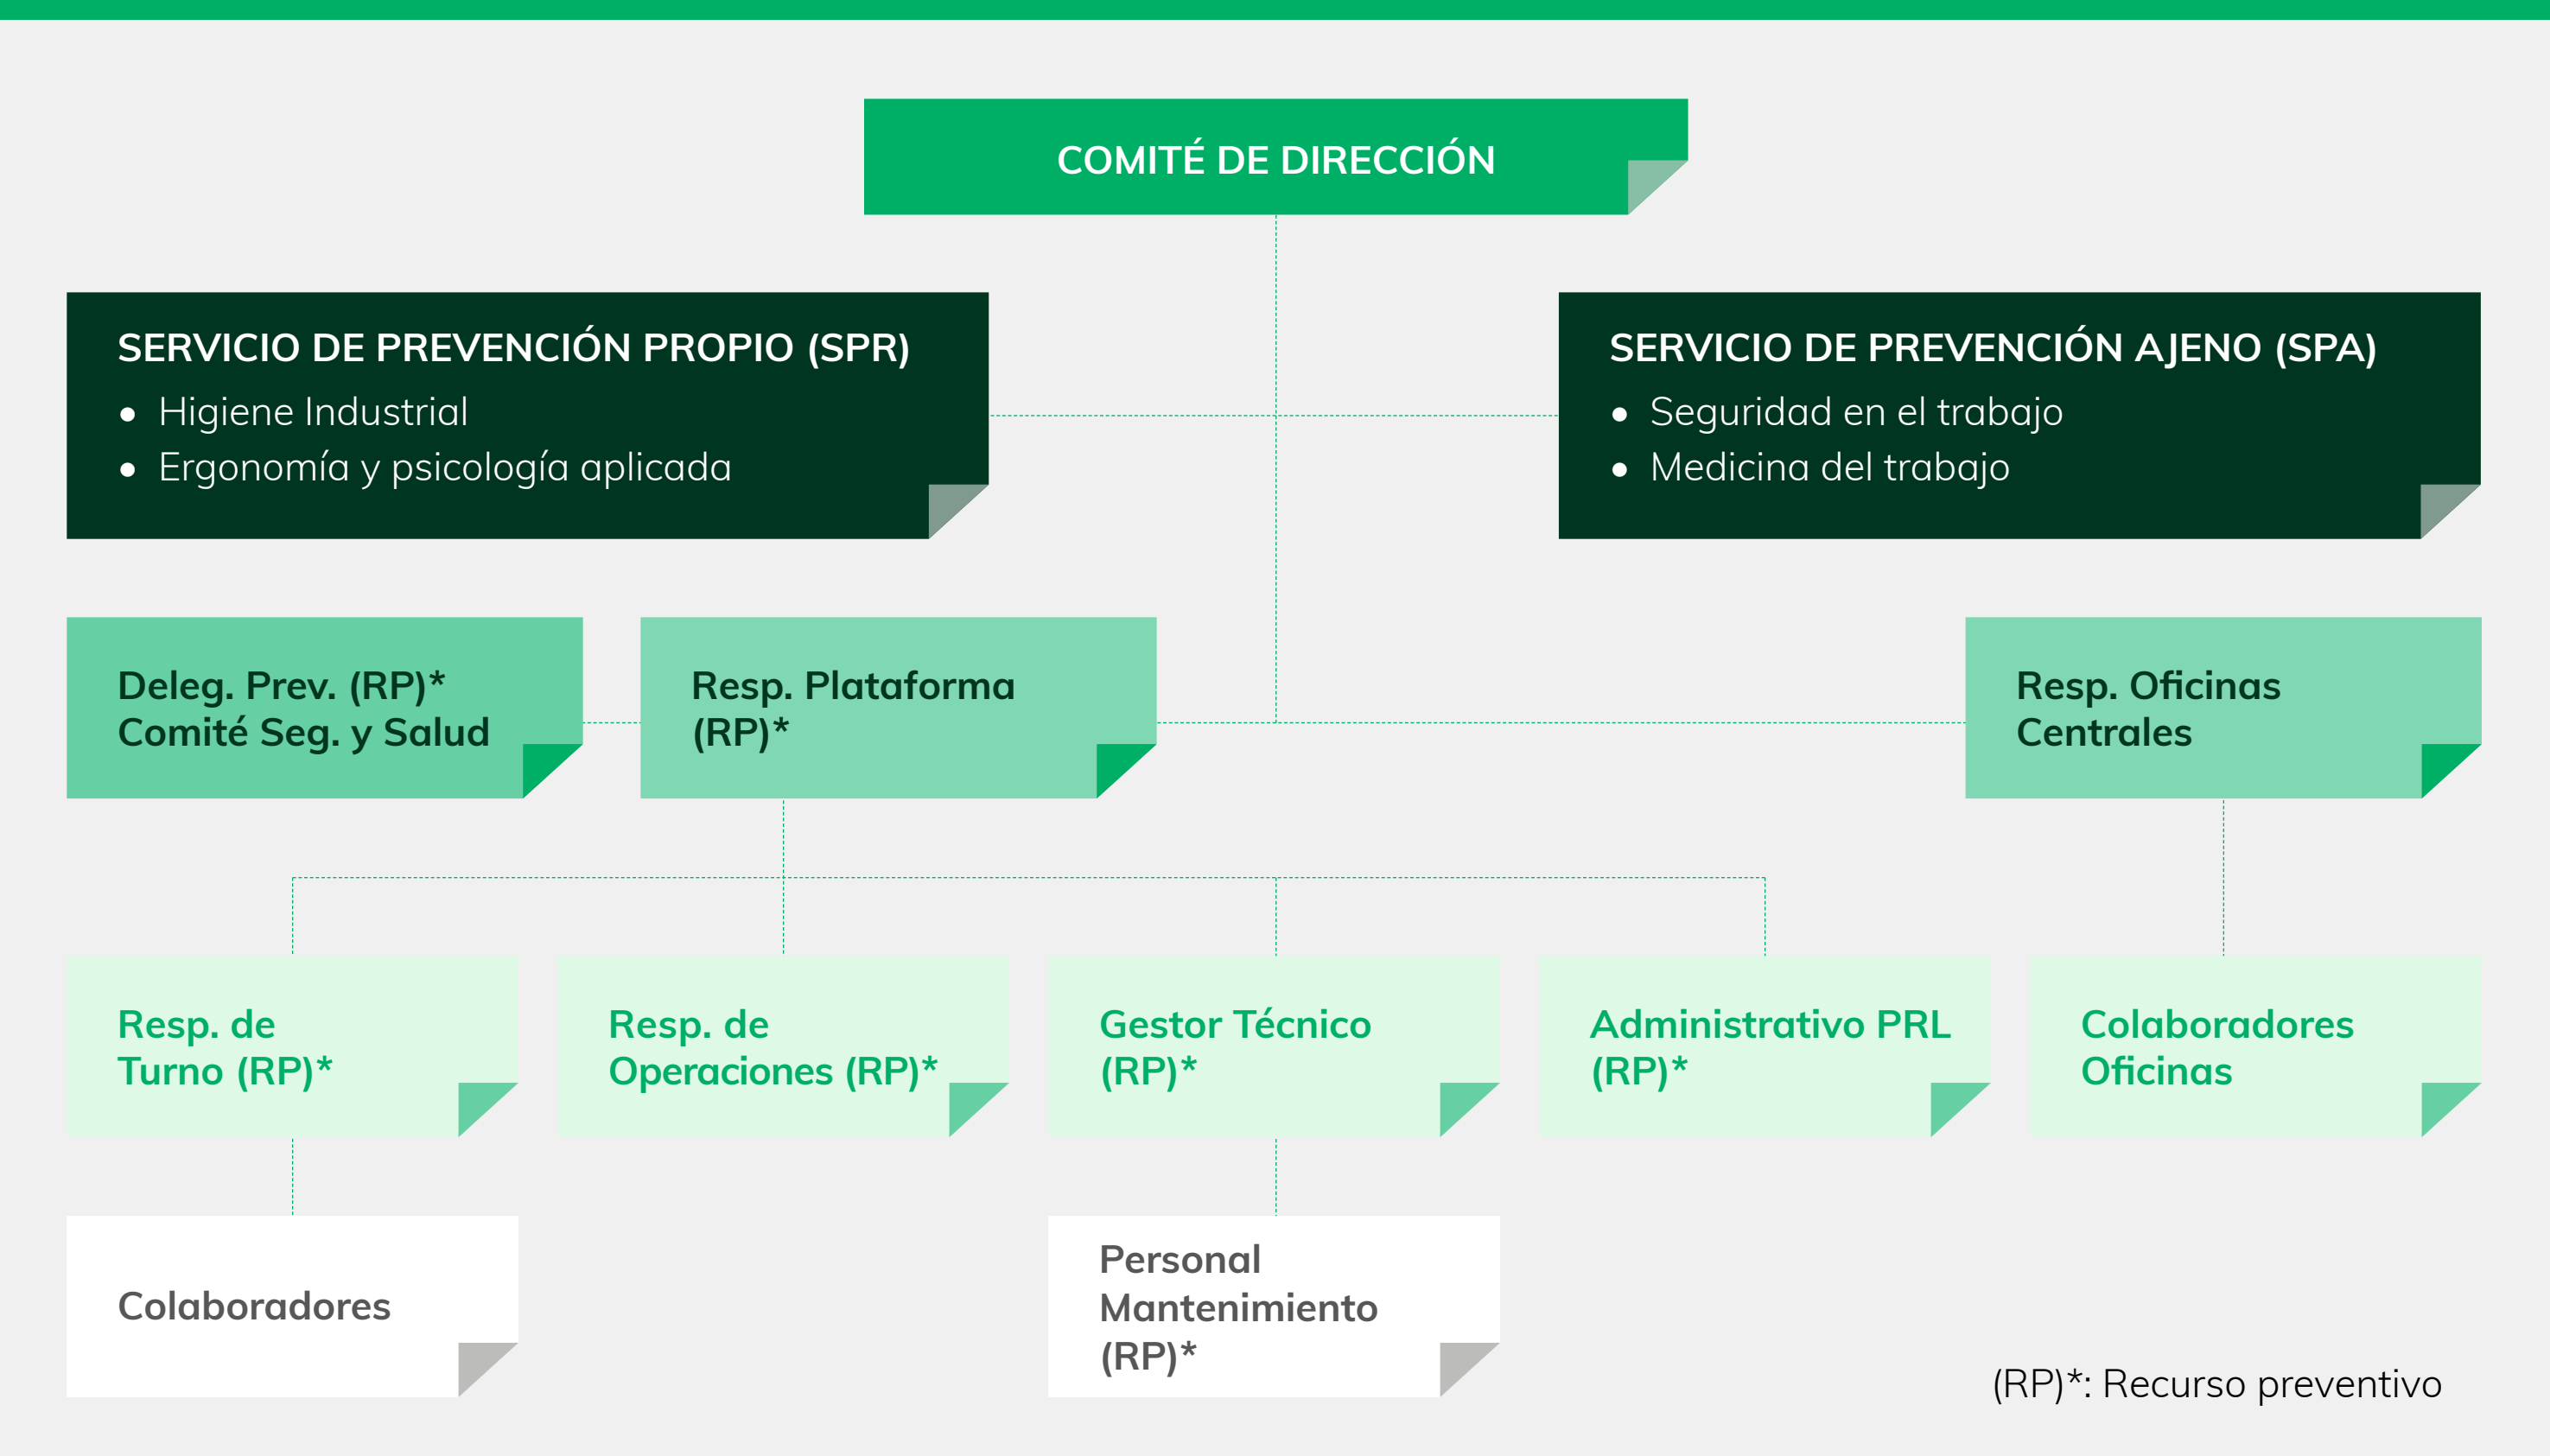 COMITÉ DE DIRECCIÓN
SERVICIO DE PREVENCIÓN PROPIO (SPR)
• Higiene Industrial
• Ergonomía y psicología aplicada
SERVICIO DE PREVENCIÓN AJENO (SPA)
• Seguridad en el trabajo
• Medicina del trabajo
Deleg. Prev. (RP)*
Comité Seg. y Salud
Resp. Plataforma
(RP)*
Resp. Oficinas
Centrales
Resp. de
Turno (RP)*
Resp. de
Operaciones (RP)*
Gestor Técnico
(RP)*
Administrativo PRL
(RP)*
Colaboradores
Oficinas
Colaboradores
Personal
Mantenimiento
(RP)*
(RP)*: Recurso preventivo